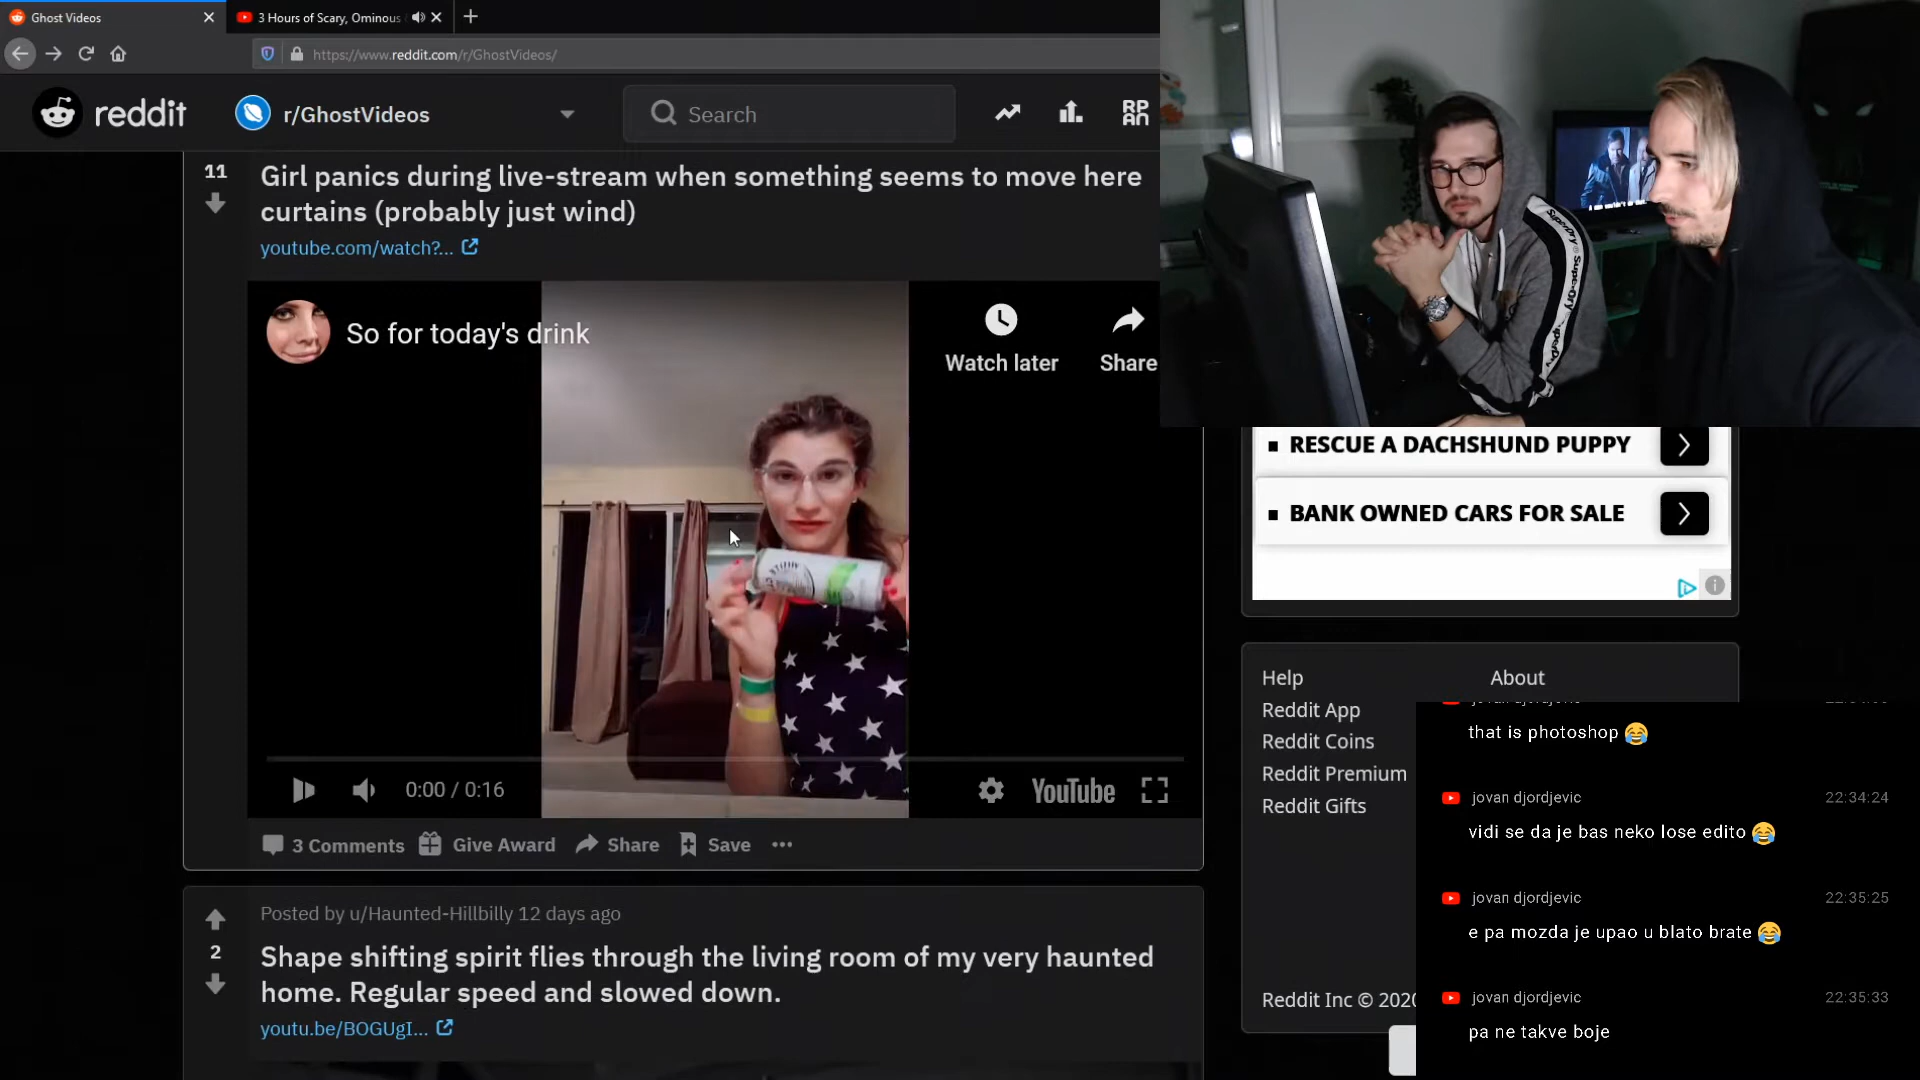 Ghost Videos
3 Hours of Scary, Ominous
https://www.reddit.com/r/GhostVideos/
reddit
r/GhostVideos
Search
11
Girl panics during live-stream when something seems to move here
curtains (probably just wind)
youtube.com/watch?...
So for today's drink
Watch later
Share
0:00 / 0:16
YouTube
3 Comments
Give Award
Share
Save
Posted by u/Haunted-Hillbilly 12 days ago
2
Shape shifting spirit flies through the living room of my very haunted
home. Regular speed and slowed down.
youtu.be/BOGUgI...
Superdry
RESCUE A DACHSHUND PUPPY
BANK OWNED CARS FOR SALE
Help
About
Reddit App
Reddit Coins
Reddit Premium
Reddit Gifts
Reddit Inc © 2020
that is photoshop 😂
jovan djordjevic
22:34:24
vidi se da je bas neko lose edito 😂
jovan djordjevic
22:35:25
e pa mozda je upao u blato brate 😂
jovan djordjevic
22:35:33
pa ne takve boje